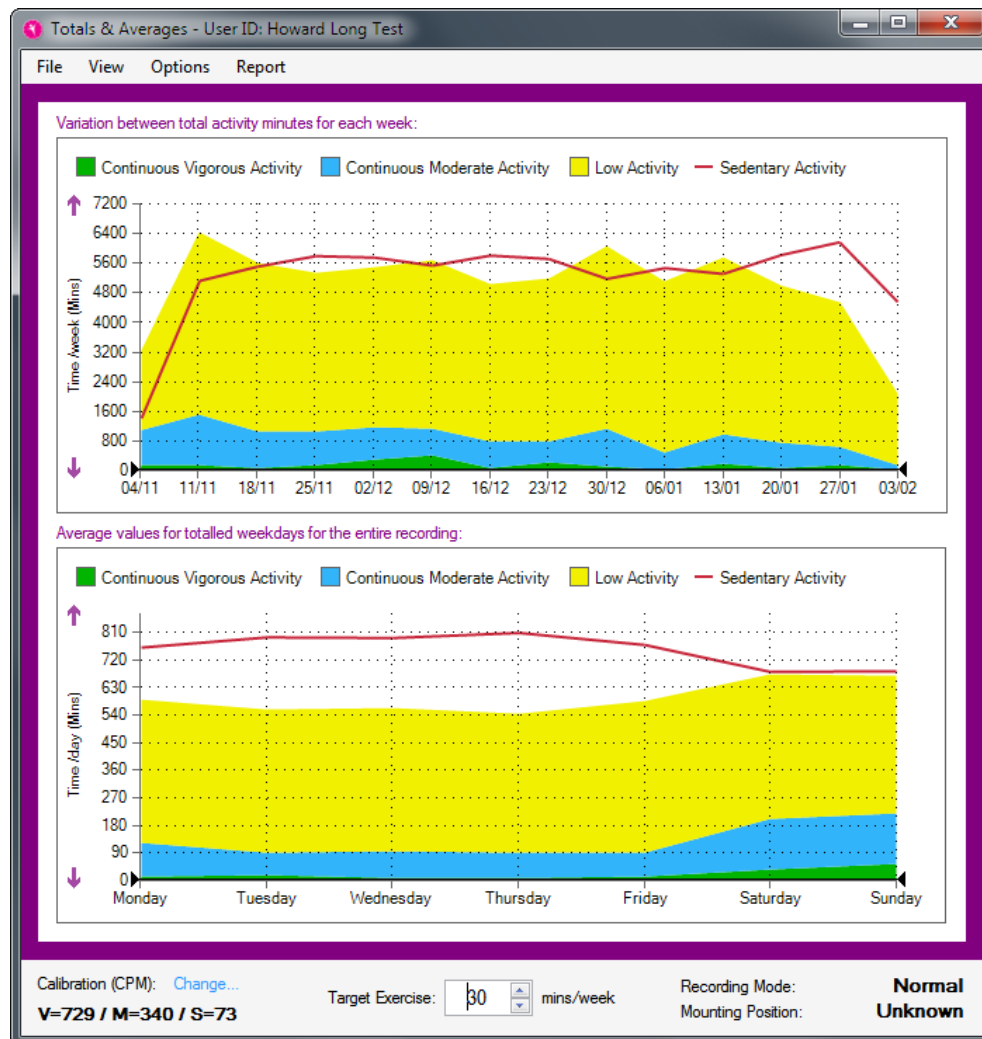 Totals & Averages - User ID: Howard Long Test
File View Options Report
Variation between total activity minutes for each week:
Continuous Vigorous Activity Continuous Moderate Activity Low Activity Sedentary Activity
7200
6400
5600
4800
4000
3200
2400
1600
800
0
Time /week (Mins)
04/11 11/11 18/11 25/11 02/12 09/12 16/12 23/12 30/12 06/01 13/01 20/01 27/01 03/02
Average values for totalled weekdays for the entire recording:
Continuous Vigorous Activity Continuous Moderate Activity Low Activity Sedentary Activity
810
720
630
540
450
360
270
180
90
0
Time /day (Mins)
Monday Tuesday Wednesday Thursday Friday Saturday Sunday
Calibration (CPM): Change...
V=729 / M=340 / S=73
Target Exercise: 30 mins/week
Recording Mode: Normal
Mounting Position: Unknown